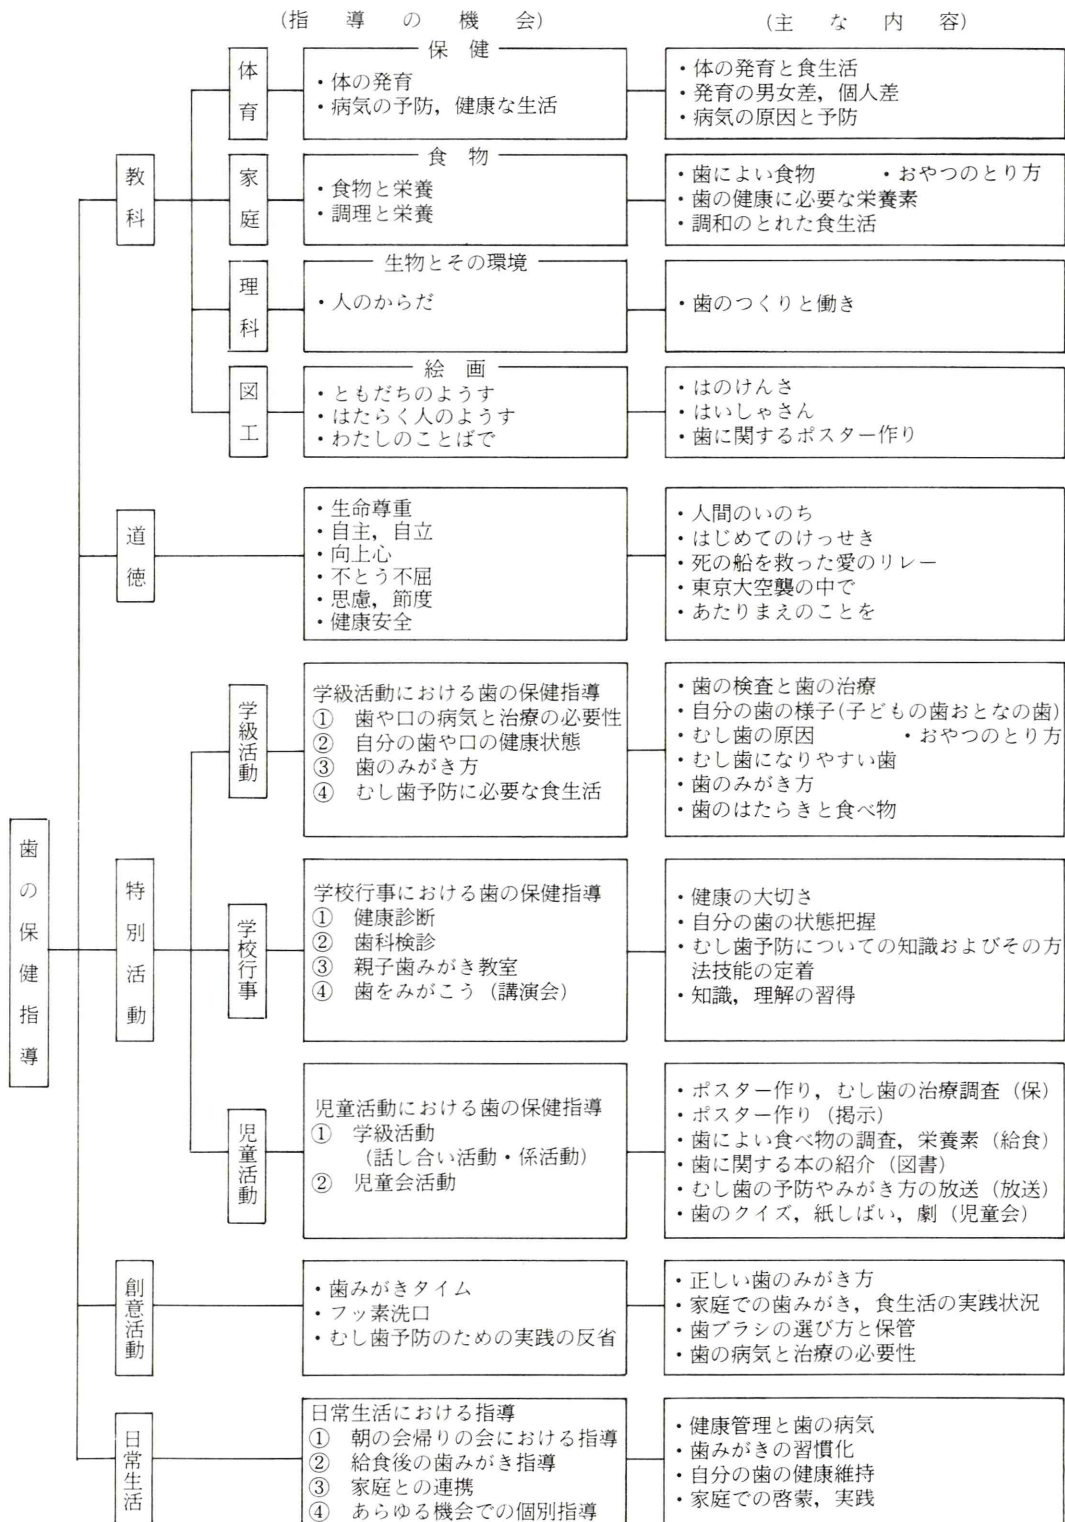 (指導の機会)
(主な内容)
歯の保健指導
教科
体育
保健
・体の発育
・病気の予防，健康な生活
・体の発育と食生活
・発育の男女差，個人差
・病気の原因と予防
家庭
食物
・食物と栄養
・調理と栄養
・歯によい食物　・おやつのとり方
・歯の健康に必要な栄養素
・調和のとれた食生活
理科
生物とその環境
・人のからだ
・歯のつくりと働き
図工
絵画
・ともだちのようす
・はたらく人のようす
・わたしのことばで
・はのけんさ
・はいしゃさん
・歯に関するポスター作り
道徳
・生命尊重
・自主，自立
・向上心
・不とう不屈
・思慮，節度
・健康安全
・人間のいのち
・はじめてのけっせき
・死の船を救った愛のリレー
・東京大空襲の中で
・あたりまえのことを
特別活動
学級活動
学級活動における歯の保健指導
① 歯や口の病気と治療の必要性
② 自分の歯や口の健康状態
③ 歯のみがき方
④ むし歯予防に必要な食生活
・歯の検査と歯の治療
・自分の歯の様子(子どもの歯おとなの歯)
・むし歯の原因　・おやつのとり方
・むし歯になりやすい歯
・歯のみがき方
・歯のはたらきと食べ物
学校行事
学校行事における歯の保健指導
① 健康診断
② 歯科検診
③ 親子歯みがき教室
④ 歯をみがこう（講演会）
・健康の大切さ
・自分の歯の状態把握
・むし歯予防についての知識およびその方
法技能の定着
・知識，理解の習得
児童活動
児童活動における歯の保健指導
① 学級活動
（話し合い活動・係活動）
② 児童会活動
・ポスター作り，むし歯の治療調査（保）
・ポスター作り（掲示）
・歯によい食べ物の調査，栄養素（給食）
・歯に関する本の紹介（図書）
・むし歯の予防やみがき方の放送（放送）
・歯のクイズ，紙しばい，劇（児童会）
創意活動
・歯みがきタイム
・フッ素洗口
・むし歯予防のための実践の反省
・正しい歯のみがき方
・家庭での歯みがき，食生活の実践状況
・歯ブラシの選び方と保管
・歯の病気と治療の必要性
日常生活
日常生活における指導
① 朝の会帰りの会における指導
② 給食後の歯みがき指導
③ 家庭との連携
④ あらゆる機会での個別指導
・健康管理と歯の病気
・歯みがきの習慣化
・自分の歯の健康維持
・家庭での啓蒙，実践